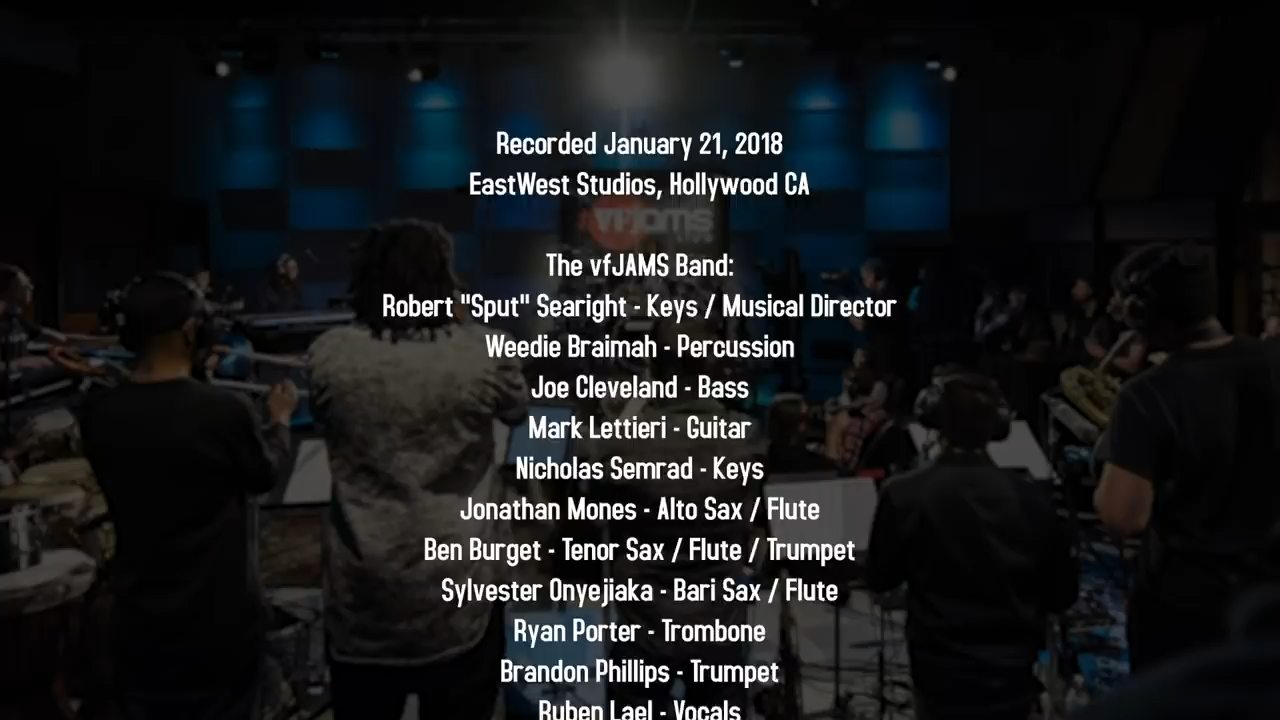 Recorded January 21, 2018
EastWest Studios, Hollywood CA
vfJams
The vfJAMS Band:
Robert "Sput" Searight - Keys / Musical Director
Weedie Braimah - Percussion
Joe Cleveland - Bass
Mark Lettieri - Guitar
Nicholas Semrad - Keys
Jonathan Mones - Alto Sax / Flute
Ben Burget - Tenor Sax / Flute / Trumpet
Sylvester Onyejiaka - Bari Sax / Flute
Ryan Porter - Trombone
Brandon Phillips - Trumpet
Ruben Lael - Vocals